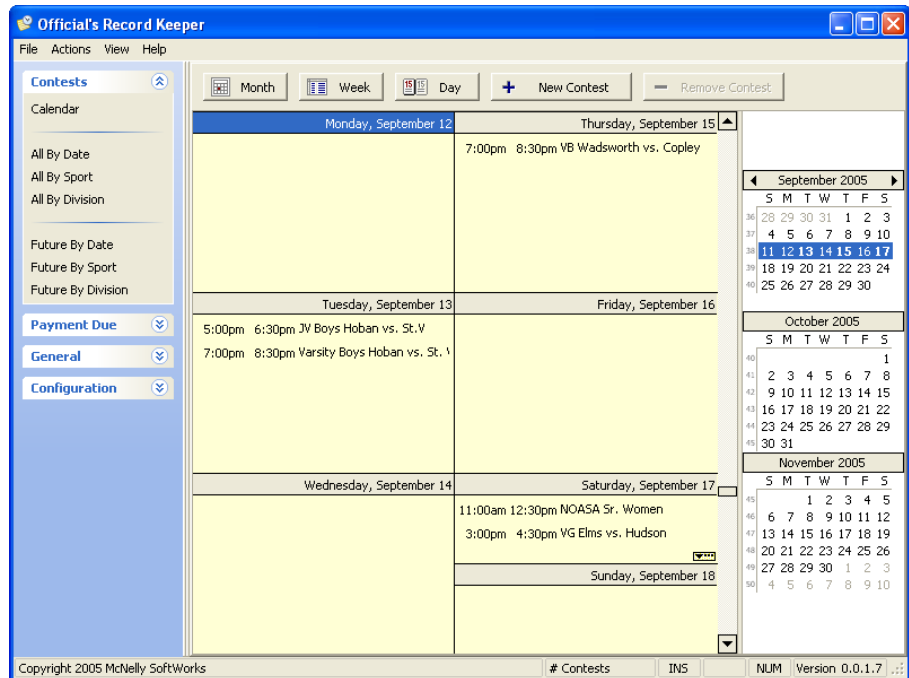 Official's Record Keeper
File Actions View Help
Contests
Calendar
All By Date
All By Sport
All By Division
Future By Date
Future By Sport
Future By Division
Payment Due
General
Configuration
Month Week 15 15 Day + New Contest − Remove Contest
Monday, September 12
Tuesday, September 13
5:00pm 6:30pm JV Boys Hoban vs. St.V
7:00pm 8:30pm Varsity Boys Hoban vs. St.
Wednesday, September 14
Thursday, September 15
7:00pm 8:30pm VB Wadsworth vs. Copley
Friday, September 16
Saturday, September 17
11:00am 12:30pm NOASA Sr. Women
3:00pm 4:30pm VG Elms vs. Hudson
Sunday, September 18
September 2005
S M T W T F S
36 28 29 30 31 1 2 3
37 4 5 6 7 8 9 10
38 11 12 13 14 15 16 17
39 18 19 20 21 22 23 24
40 25 26 27 28 29 30
October 2005
S M T W T F S
40 1
41 2 3 4 5 6 7 8
42 9 10 11 12 13 14 15
43 16 17 18 19 20 21 22
44 23 24 25 26 27 28 29
45 30 31
November 2005
S M T W T F S
45 1 2 3 4 5
46 6 7 8 9 10 11 12
47 13 14 15 16 17 18 19
48 20 21 22 23 24 25 26
49 27 28 29 30 1 2 3
50 4 5 6 7 8 9 10
Copyright 2005 McNelly SoftWorks # Contests INS NUM Version 0.0.1.7